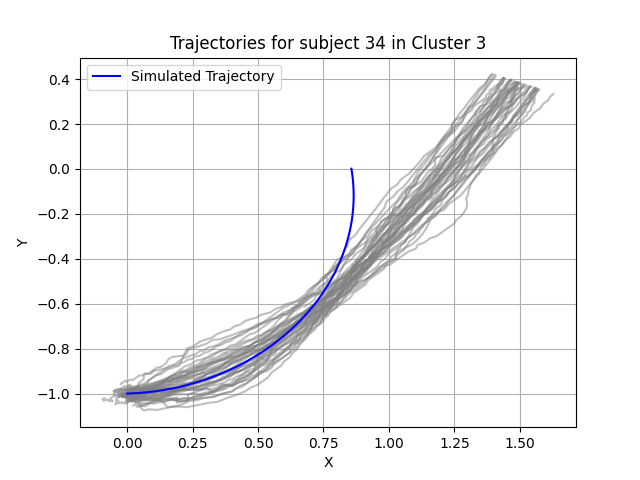 Trajectories for subject 34 in Cluster 3
Simulated Trajectory
Y
0.4
0.2
0.0
−0.2
−0.4
−0.6
−0.8
−1.0
0.00 0.25 0.50 0.75 1.00 1.25 1.50
X